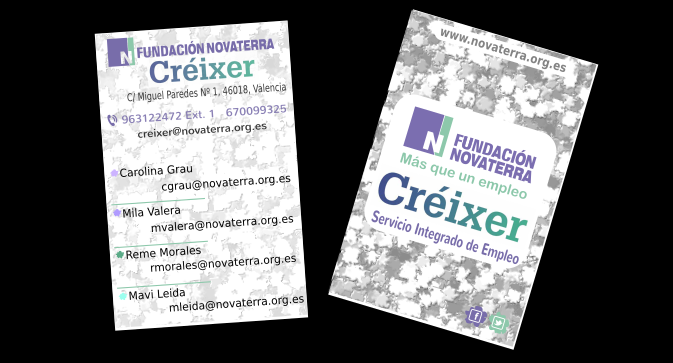 FUNDACIÓN NOVATERRA
Créixer
C/ Miguel Paredes Nº 1, 46018, Valencia
963122472 Ext. 1 670099325
creixer@novaterra.org.es
Carolina Grau
cgrau@novaterra.org.es
Mila Valera
mvalera@novaterra.org.es
Reme Morales
rmorales@novaterra.org.es
Mavi Leida
mleida@novaterra.org.es
www.novaterra.org.es
N
FUNDACIÓN
NOVATERRA
Más que un empleo
Créixer
Servicio Integrado de Empleo